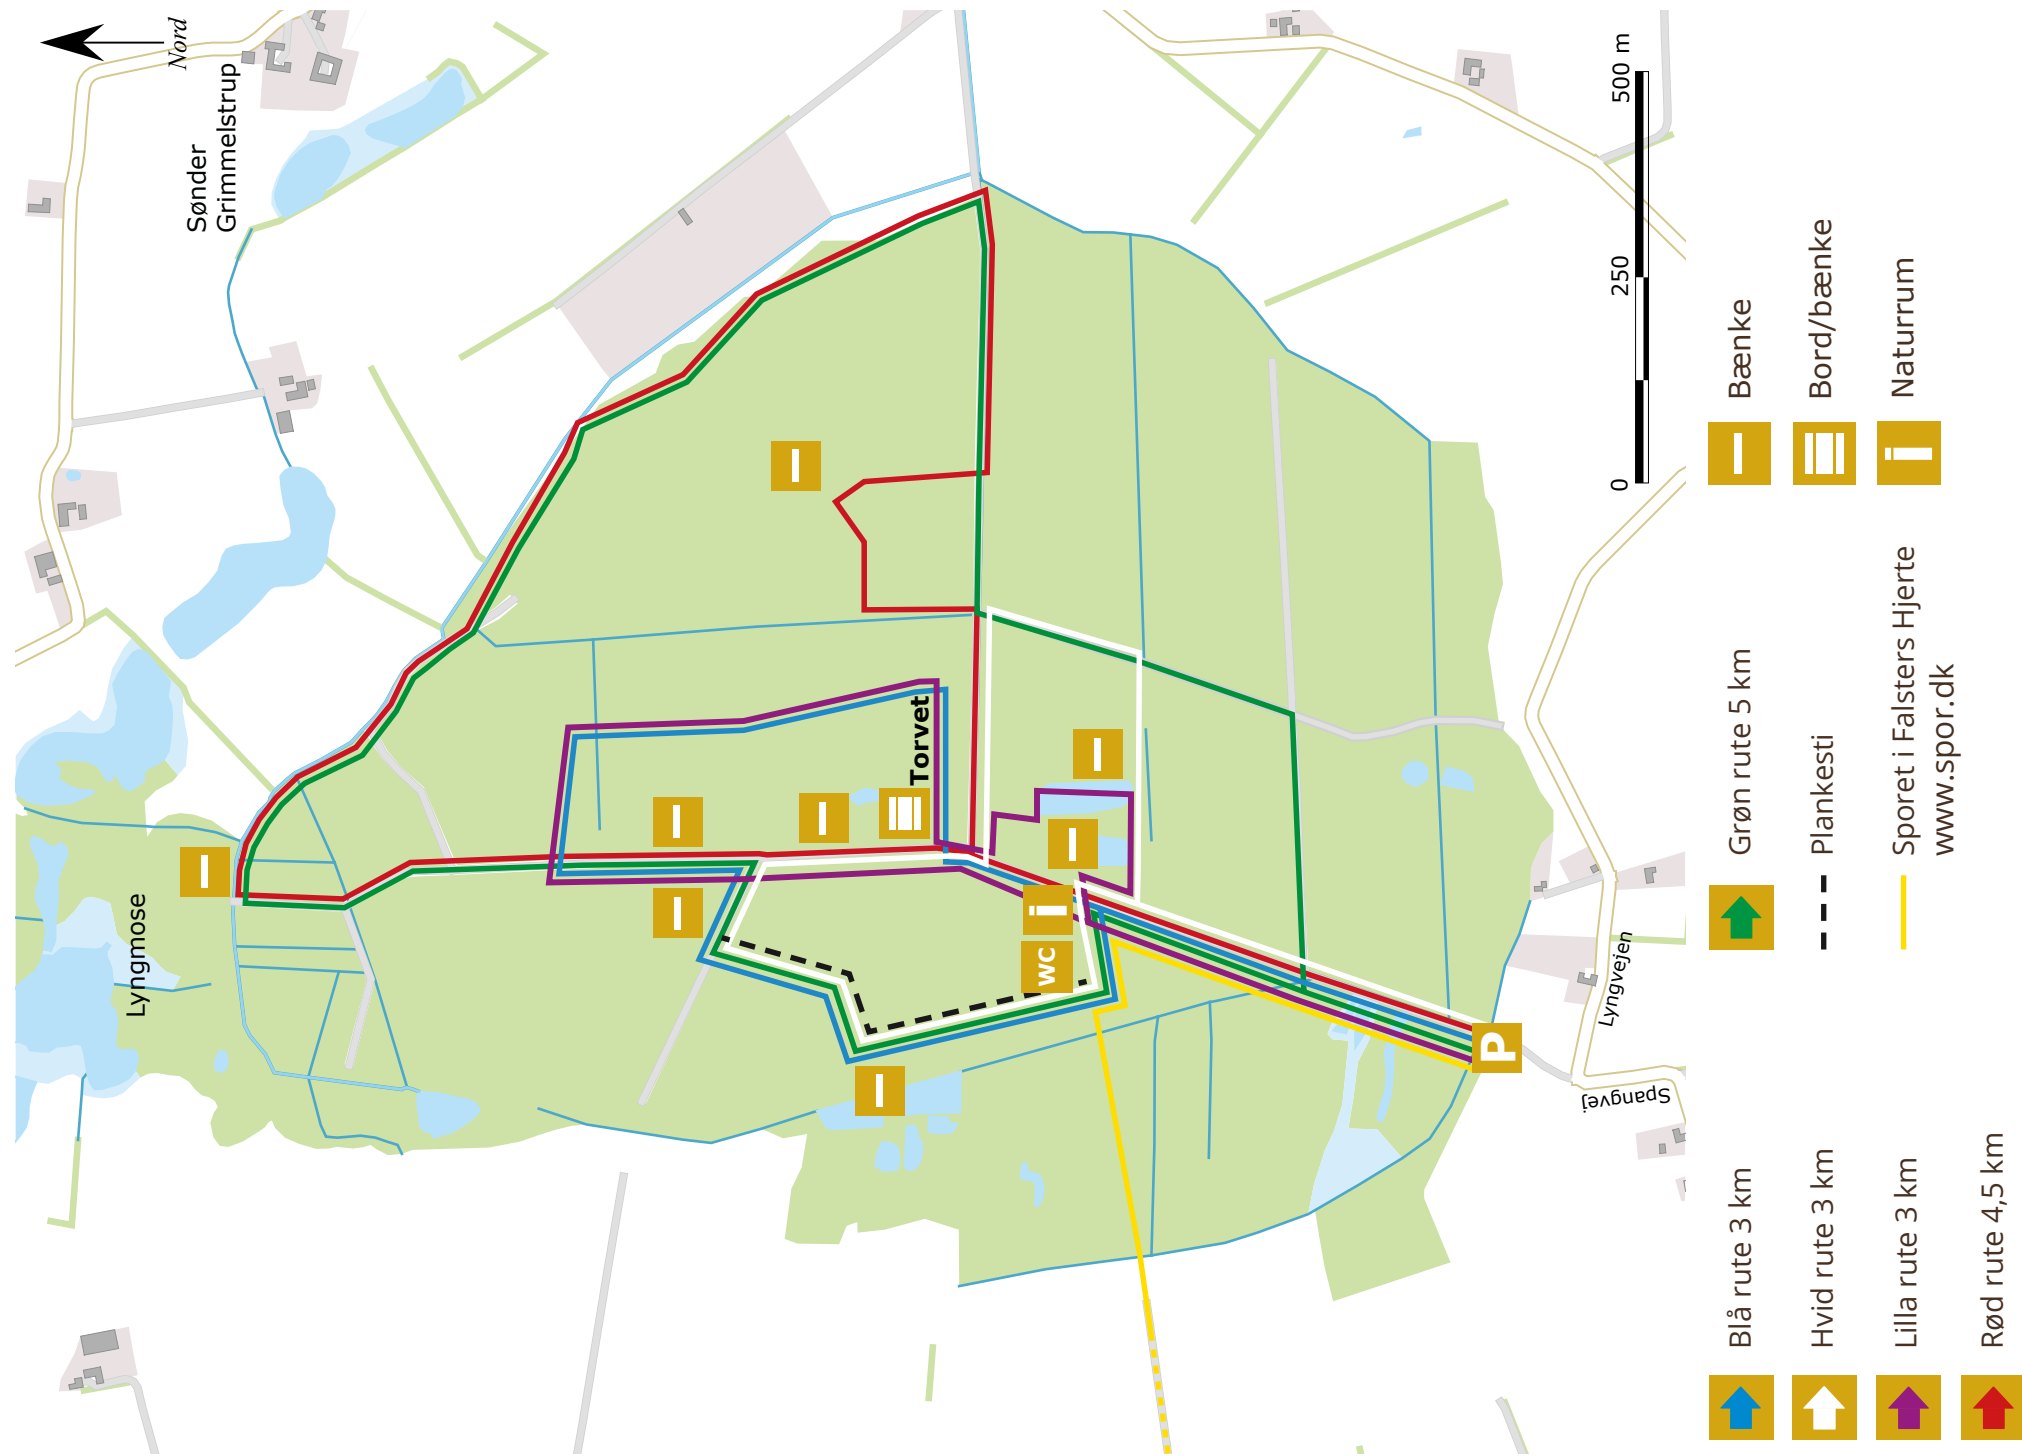 Nord
Sønder
Grimmelstrup
Lyngmose
Torvet
WC
i
P
Lyngvejen
Spangvej
0
250
500 m
Blå rute 3 km
Hvid rute 3 km
Lilla rute 3 km
Rød rute 4,5 km
Grøn rute 5 km
Plankesti
Sporet i Falsters Hjerte
www.spor.dk
Bænke
Bord/bænke
i
Naturrum